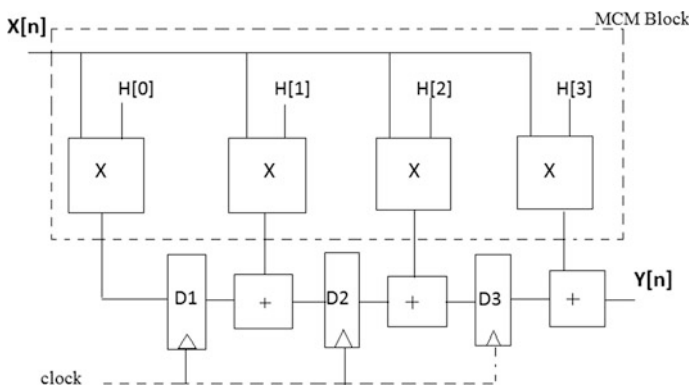 MCM Block
X[n]
H[0] H[1] H[2] H[3]
X X X X
D1 + D2 + D3 + Y[n]
clock